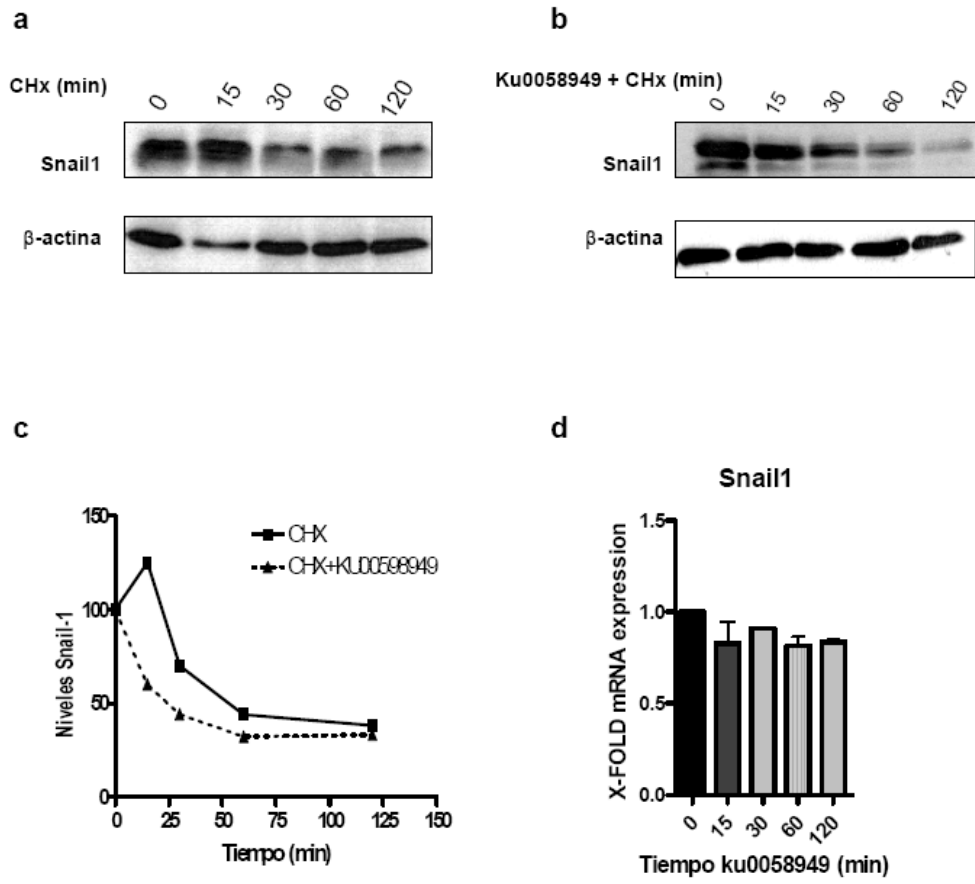 a
CHx (min)
0 15 30 60 120
Snail1
β-actina
b
Ku0058949 + CHx (min)
0 15 30 60 120
Snail1
β-actina
c
150
100
50
0
Niveles Snail-1
CHX
CHX+KU00598949
0 25 50 75 100 125 150
Tiempo (min)
d
Snail1
1.5
1.0
0.5
0.0
X-FOLD mRNA expression
0 15 30 60 120
Tiempo ku0058949 (min)